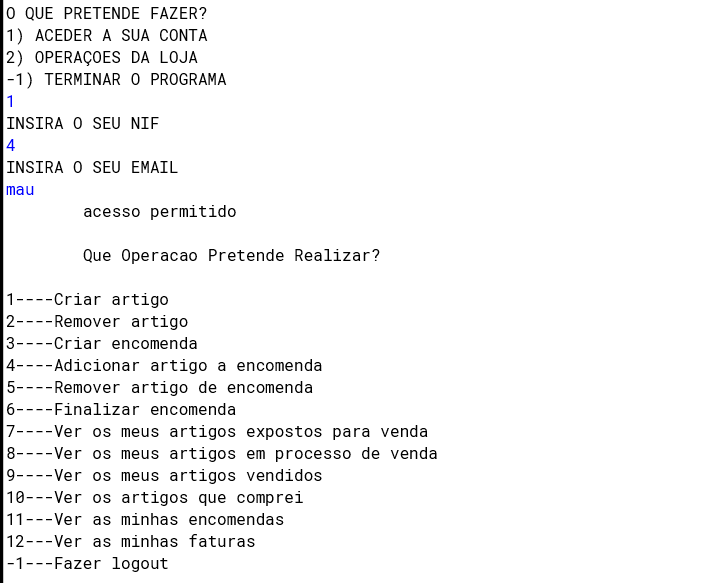 O QUE PRETENDE FAZER?
1) ACEDER A SUA CONTA
2) OPERAÇOES DA LOJA
-1) TERMINAR O PROGRAMA
1
INSIRA O SEU NIF
4
INSIRA O SEU EMAIL
mau
acesso permitido
Que Operacao Pretende Realizar?
1----Criar artigo
2----Remover artigo
3----Criar encomenda
4----Adicionar artigo a encomenda
5----Remover artigo de encomenda
6----Finalizar encomenda
7----Ver os meus artigos expostos para venda
8----Ver os meus artigos em processo de venda
9----Ver os meus artigos vendidos
10---Ver os artigos que comprei
11---Ver as minhas encomendas
12---Ver as minhas faturas
-1---Fazer logout